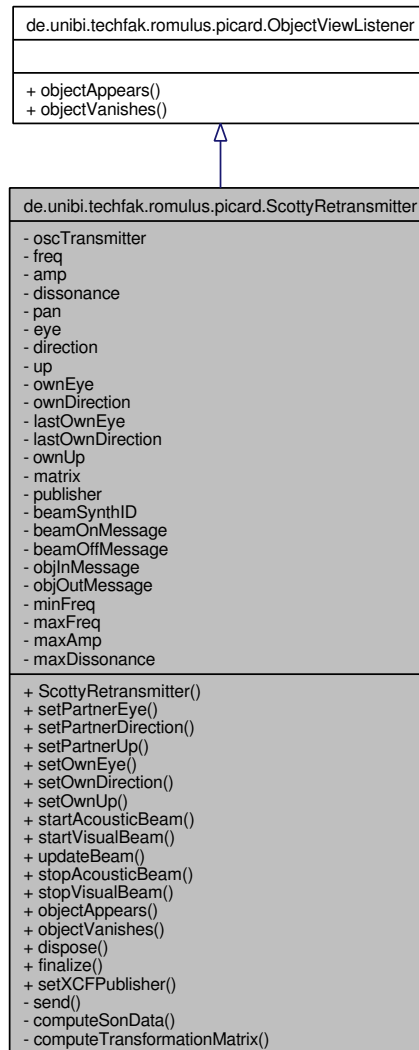 de.unibi.techfak.romulus.picard.ObjectViewListener
+ objectAppears()
+ objectVanishes()
de.unibi.techfak.romulus.picard.ScottyRetransmitter
- oscTransmitter
- freq
- amp
- dissonance
- pan
- eye
- direction
- up
- ownEye
- ownDirection
- lastOwnEye
- lastOwnDirection
- ownUp
- matrix
- publisher
- beamSynthID
- beamOnMessage
- beamOffMessage
- objInMessage
- objOutMessage
- minFreq
- maxFreq
- maxAmp
- maxDissonance
+ ScottyRetransmitter()
+ setPartnerEye()
+ setPartnerDirection()
+ setPartnerUp()
+ setOwnEye()
+ setOwnDirection()
+ setOwnUp()
+ startAcousticBeam()
+ startVisualBeam()
+ updateBeam()
+ stopAcousticBeam()
+ stopVisualBeam()
+ objectAppears()
+ objectVanishes()
+ dispose()
+ finalize()
+ setXCFPublisher()
- send()
- computeSonData()
- computeTransformationMatrix()